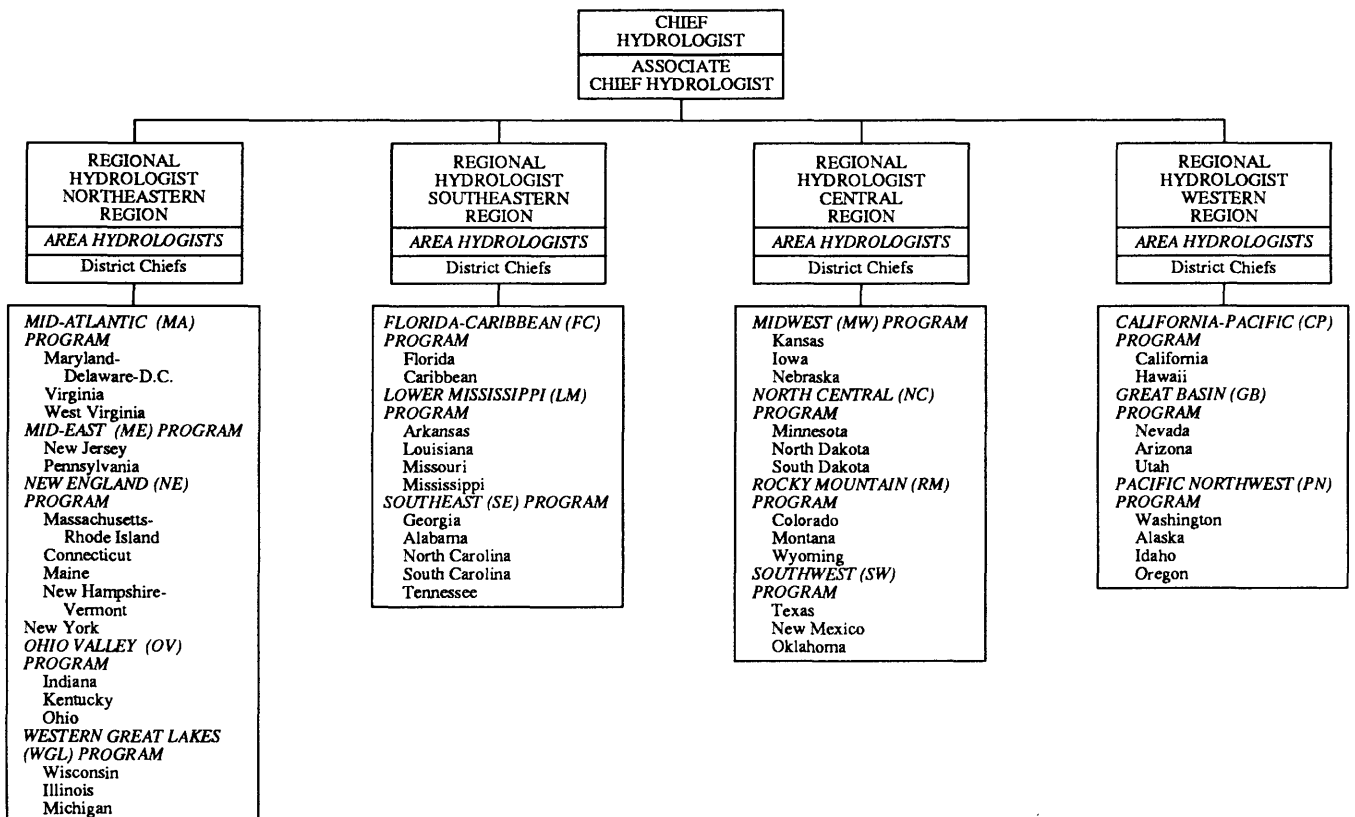 CHIEF
HYDROLOGIST
ASSOCIATE
CHIEF HYDROLOGIST
REGIONAL
HYDROLOGIST
NORTHEASTERN
REGION
AREA HYDROLOGISTS
District Chiefs
MID-ATLANTIC (MA)
PROGRAM
Maryland-
Delaware-D.C.
Virginia
West Virginia
MID-EAST (ME) PROGRAM
New Jersey
Pennsylvania
NEW ENGLAND (NE)
PROGRAM
Massachusetts-
Rhode Island
Connecticut
Maine
New Hampshire-
Vermont
New York
OHIO VALLEY (OV)
PROGRAM
Indiana
Kentucky
Ohio
WESTERN GREAT LAKES
(WGL) PROGRAM
Wisconsin
Illinois
Michigan
REGIONAL
HYDROLOGIST
SOUTHEASTERN
REGION
AREA HYDROLOGISTS
District Chiefs
FLORIDA-CARIBBEAN (FC)
PROGRAM
Florida
Caribbean
LOWER MISSISSIPPI (LM)
PROGRAM
Arkansas
Louisiana
Missouri
Mississippi
SOUTHEAST (SE) PROGRAM
Georgia
Alabama
North Carolina
South Carolina
Tennessee
REGIONAL
HYDROLOGIST
CENTRAL
REGION
AREA HYDROLOGISTS
District Chiefs
MIDWEST (MW) PROGRAM
Kansas
Iowa
Nebraska
NORTH CENTRAL (NC)
PROGRAM
Minnesota
North Dakota
South Dakota
ROCKY MOUNTAIN (RM)
PROGRAM
Colorado
Montana
Wyoming
SOUTHWEST (SW)
PROGRAM
Texas
New Mexico
Oklahoma
REGIONAL
HYDROLOGIST
WESTERN
REGION
AREA HYDROLOGISTS
District Chiefs
CALIFORNIA-PACIFIC (CP)
PROGRAM
California
Hawaii
GREAT BASIN (GB)
PROGRAM
Nevada
Arizona
Utah
PACIFIC NORTHWEST (PN)
PROGRAM
Washington
Alaska
Idaho
Oregon